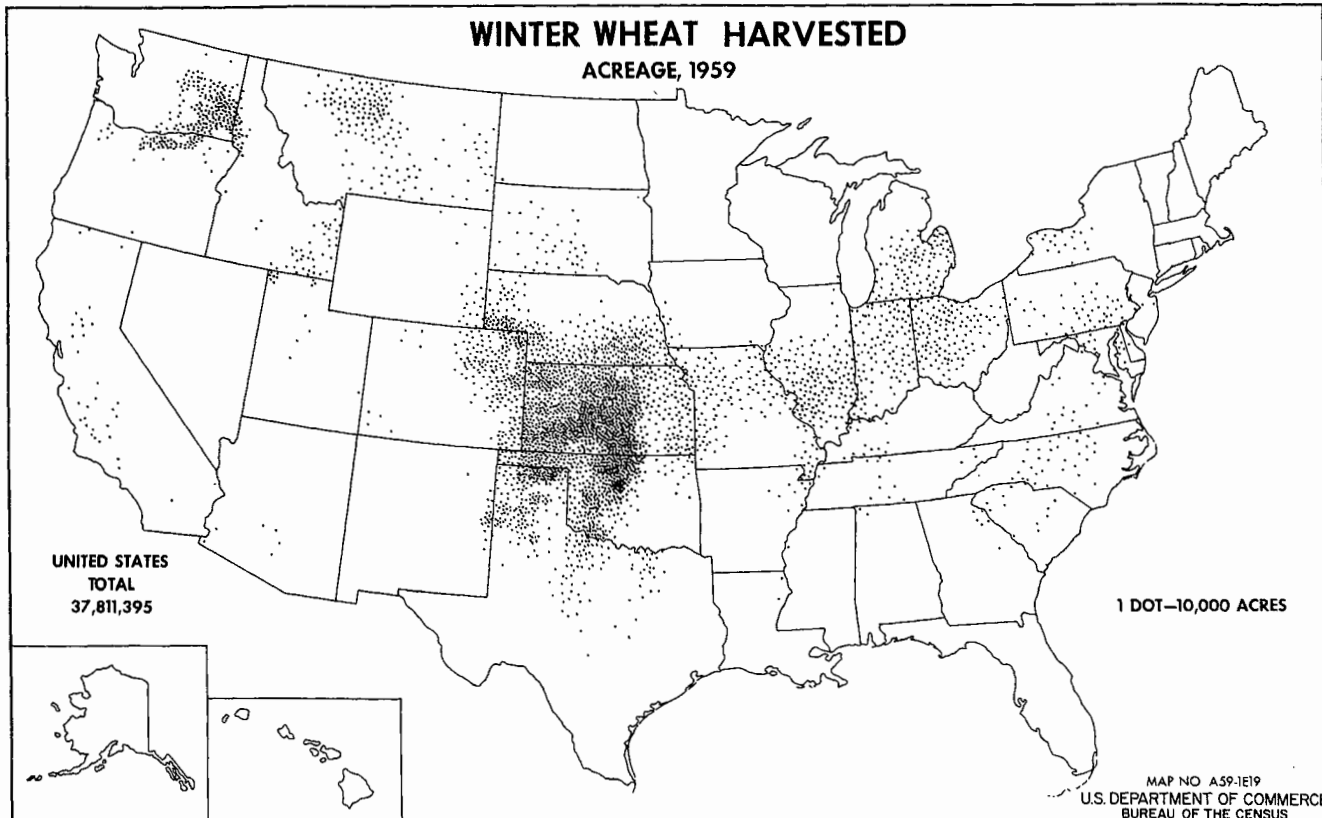 WINTER WHEAT HARVESTED
ACREAGE, 1959
UNITED STATES
TOTAL
37,811,395
1 DOT—10,000 ACRES
MAP NO A59-1E19
U.S. DEPARTMENT OF COMMERCE
BUREAU OF THE CENSUS